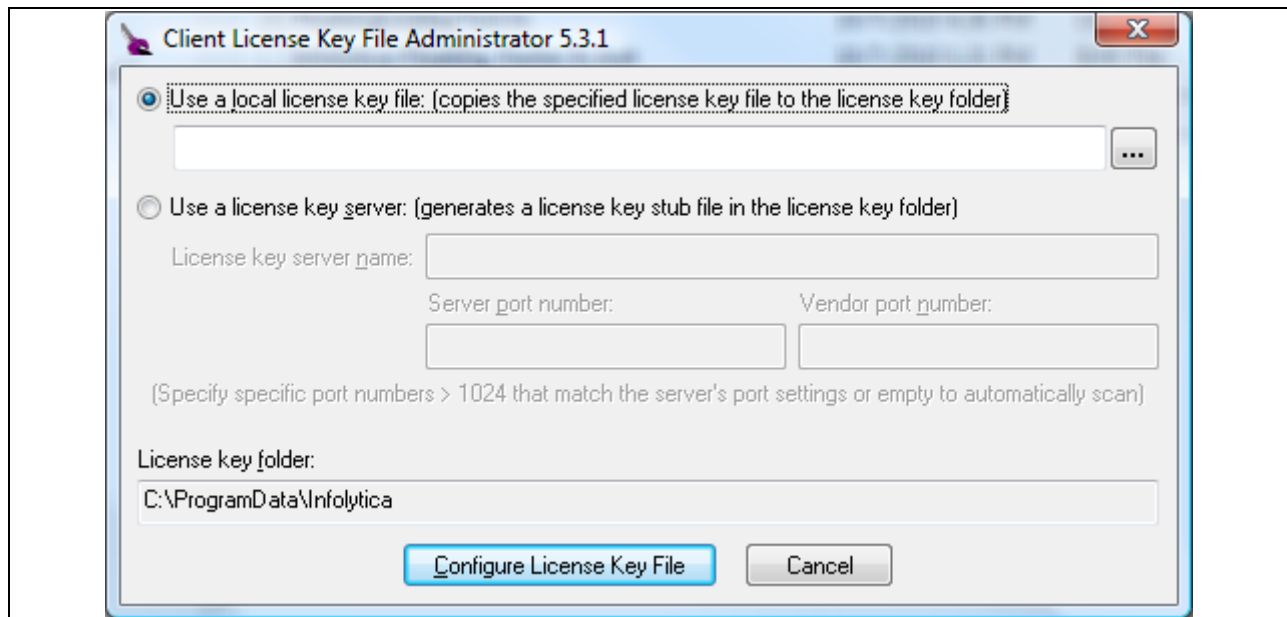 Client License Key File Administrator 5.3.1
Use a local license key file: (copies the specified license key file to the license key folder)
...
Use a license key server: (generates a license key stub file in the license key folder)
License key server name:
Server port number: Vendor port number:
(Specify specific port numbers > 1024 that match the server's port settings or empty to automatically scan)
License key folder:
C:\ProgramData\Infolytica
Configure License Key File Cancel